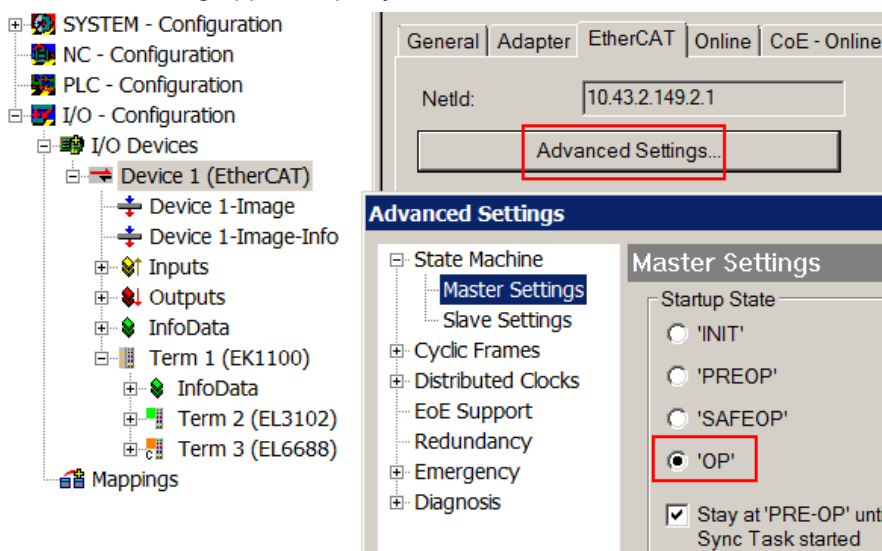 SYSTEM - Configuration
NC - Configuration
PLC - Configuration
I/O - Configuration
I/O Devices
Device 1 (EtherCAT)
Device 1-Image
Device 1-Image-Info
Inputs
Outputs
InfoData
Term 1 (EK1100)
InfoData
Term 2 (EL3102)
Term 3 (EL6688)
Mappings
General Adapter EtherCAT Online CoE - Online
NetId: 10.43.2.149.2.1
Advanced Settings...
Advanced Settings
State Machine
Master Settings
Slave Settings
Cyclic Frames
Distributed Clocks
EoE Support
Redundancy
Emergency
Diagnosis
Master Settings
Startup State
'INIT'
'PREOP'
'SAFEOP'
'OP'
Stay at 'PRE-OP' unti
Sync Task started